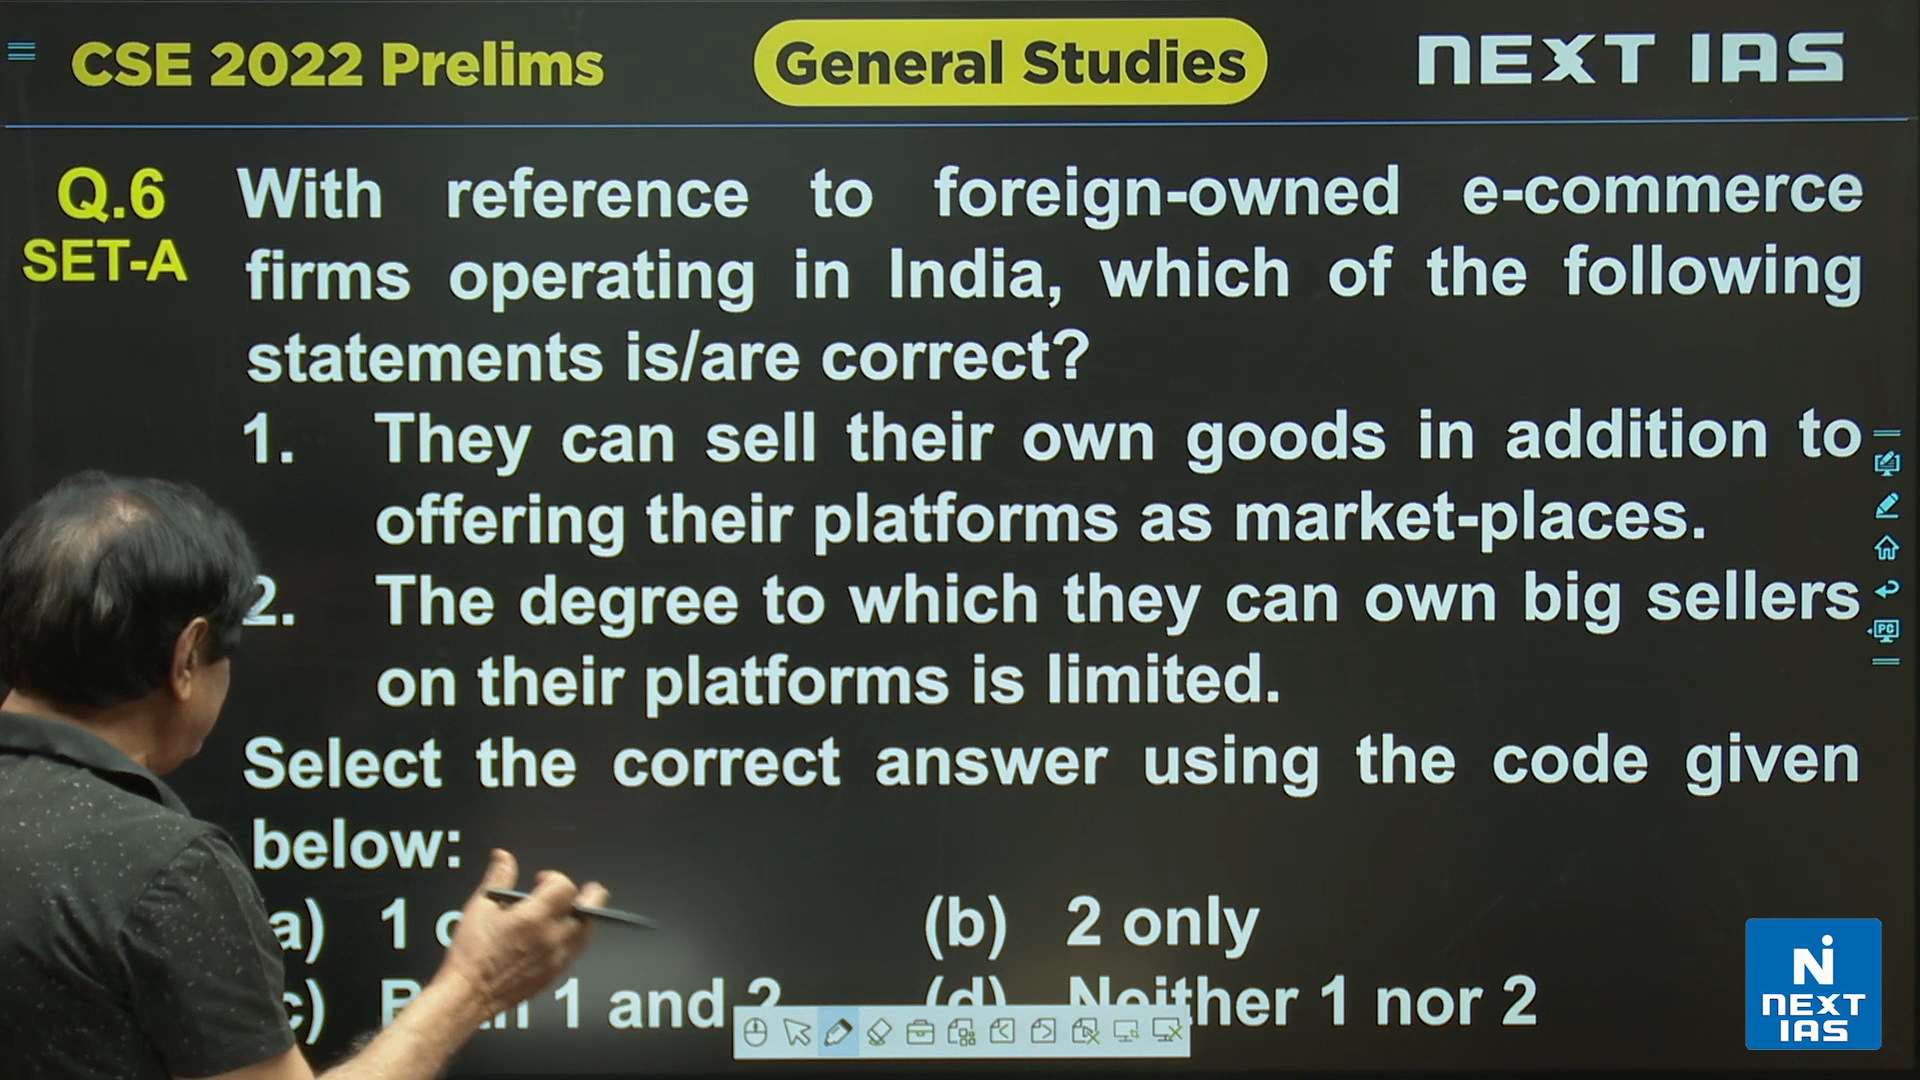 CSE 2022 Prelims
General Studies
NEXT IAS
Q.6
SET-A
With reference to foreign-owned e-commerce
firms operating in India, which of the following
statements is/are correct?
1. They can sell their own goods in addition to
offering their platforms as market-places.
2. The degree to which they can own big sellers
on their platforms is limited.
Select the correct answer using the code given
below:
a) 1
(b) 2 only
c) 1 and 2
(d) Neither 1 nor 2
PC
NEXT
IAS